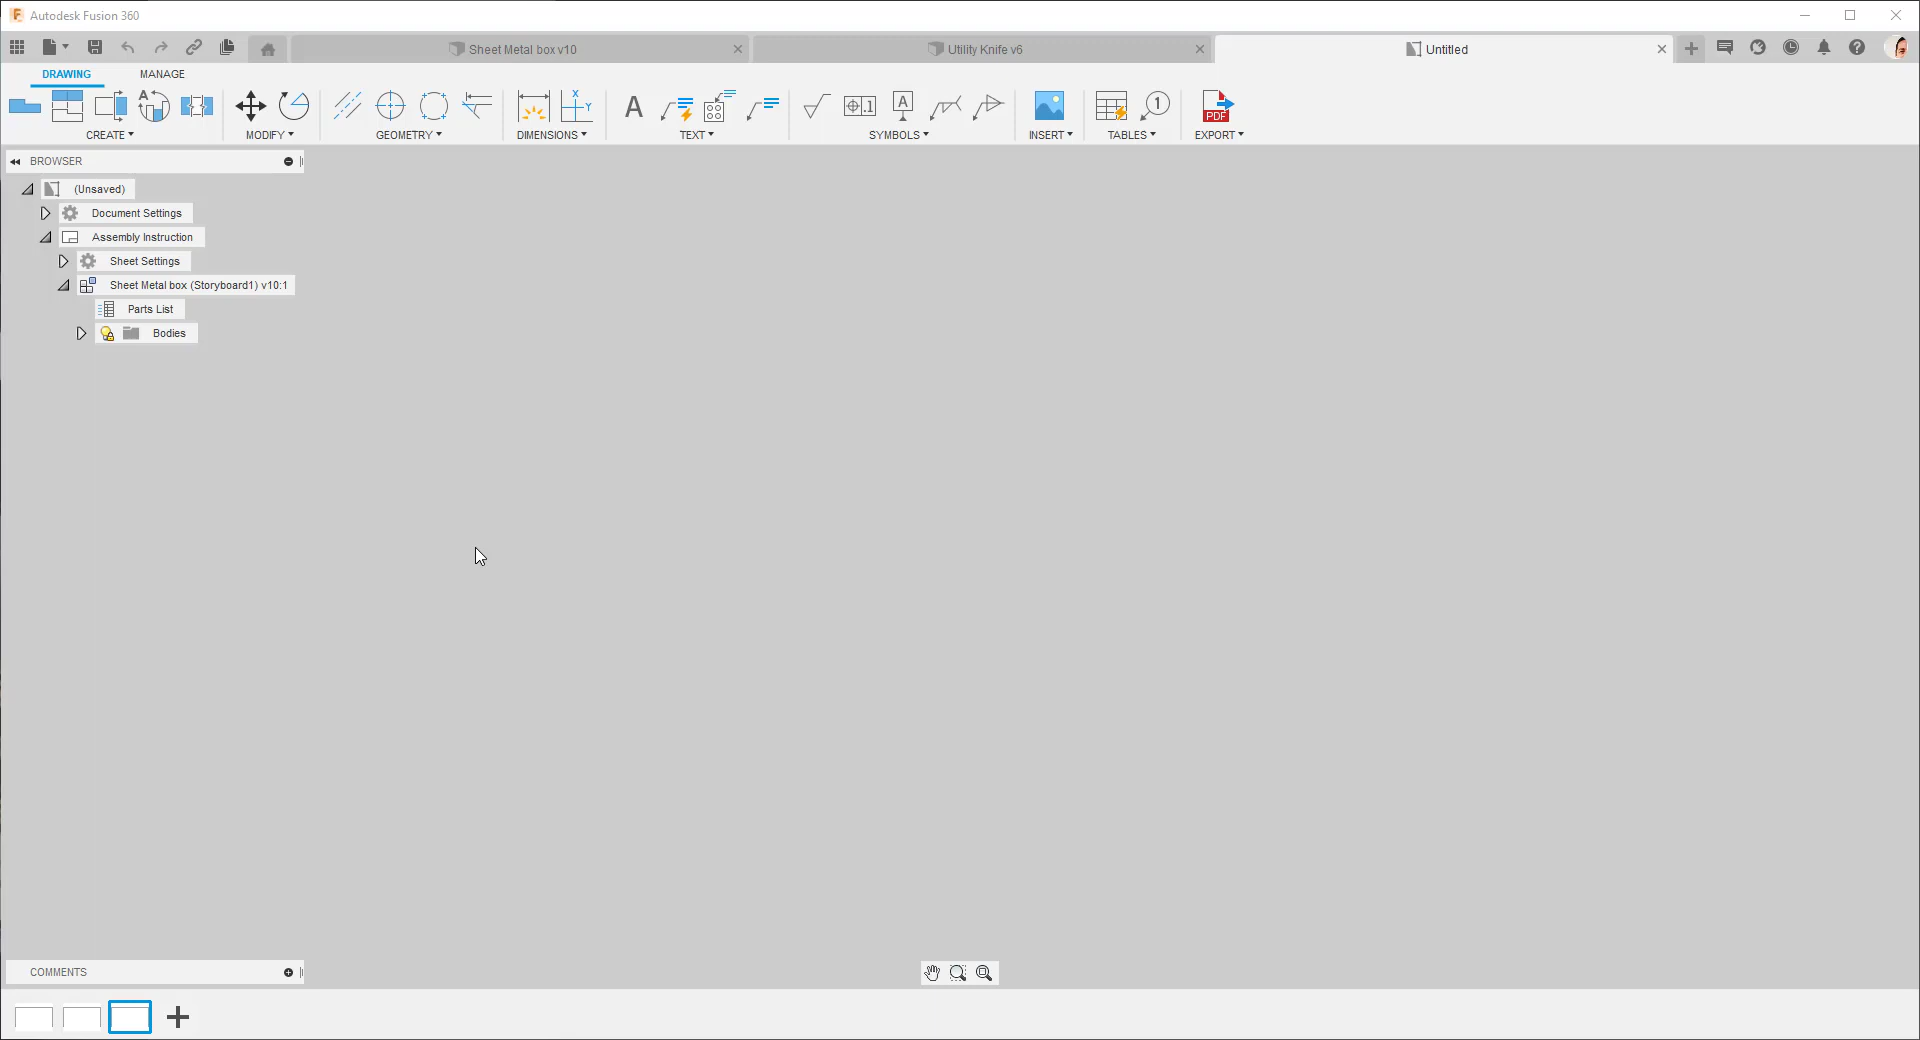 Autodesk Fusion 360
Sheet Metal box v10
Utility Knife v6
Untitled
DRAWING
MANAGE
CREATE
MODIFY
GEOMETRY
DIMENSIONS
TEXT
SYMBOLS
INSERT
TABLES
EXPORT
BROWSER
(Unsaved)
Document Settings
Assembly Instruction
Sheet Settings
Sheet Metal box (Storyboard1) v10:1
Parts List
Bodies
COMMENTS
A
X
Y
A
.1
A
1
PDF